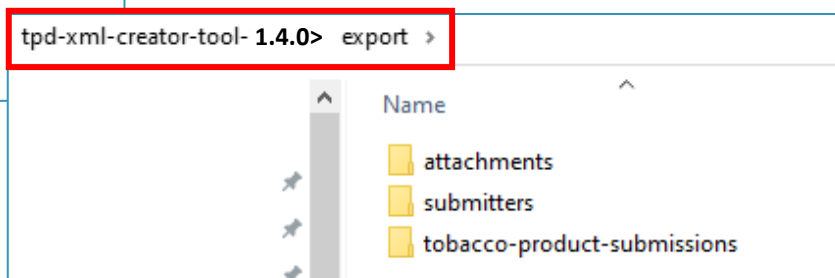 tpd-xml-creator-tool- 1.4.0> export >
Name
attachments
submitters
tobacco-product-submissions